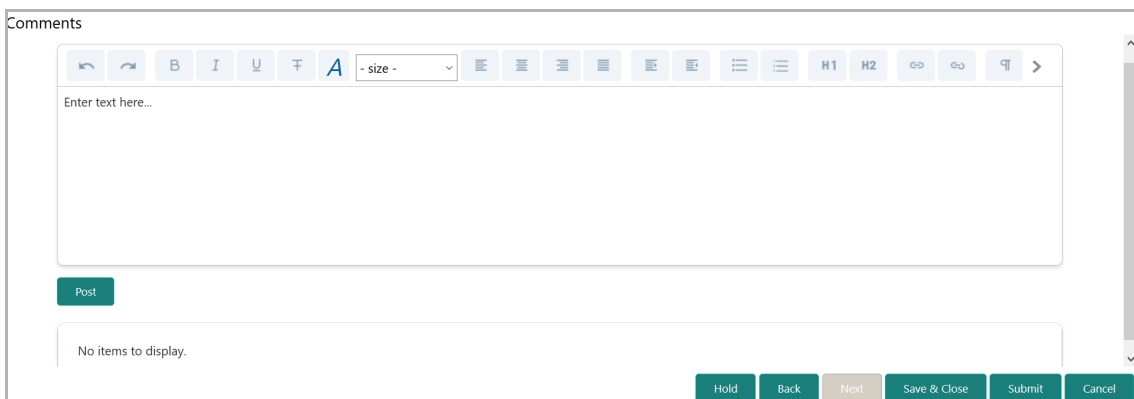 Comments
B I U T A - size - H1 H2 ¶ >
Enter text here...
Post
No items to display.
Hold Back Next Save & Close Submit Cancel